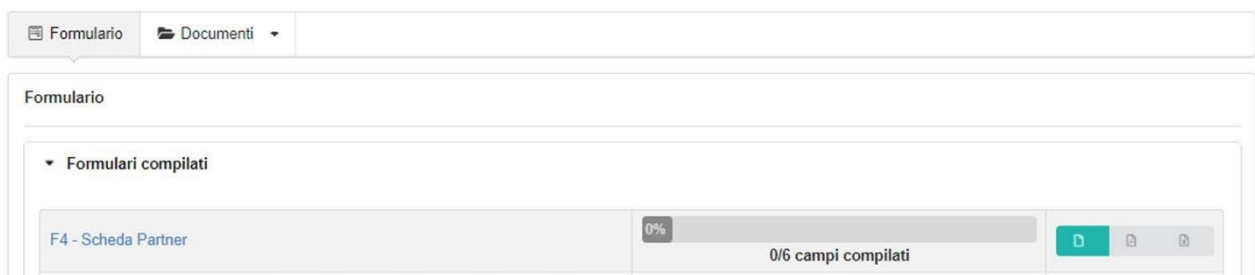 Formulario Documenti
Formulario
Formulari compilati
F4 - Scheda Partner 0%
0/6 campi compilati